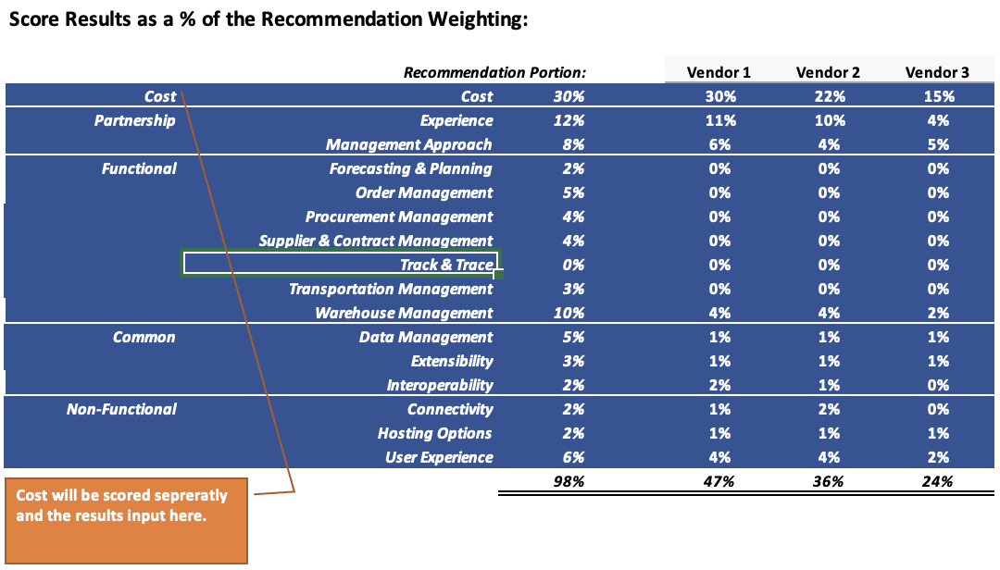 Score Results as a % of the Recommendation Weighting:
Recommendation Portion: Vendor 1 Vendor 2 Vendor 3
Cost Cost 30% 30% 22% 15%
Partnership Experience 12% 11% 10% 4%
Management Approach 8% 6% 4% 5%
Functional Forecasting & Planning 2% 0% 0% 0%
Order Management 5% 0% 0% 0%
Procurement Management 4% 0% 0% 0%
Supplier & Contract Management 4% 0% 0% 0%
Track & Trace 0% 0% 0% 0%
Transportation Management 3% 0% 0% 0%
Warehouse Management 10% 4% 4% 2%
Common Data Management 5% 1% 1% 1%
Extensibility 3% 1% 1% 1%
Interoperability 2% 2% 1% 0%
Non-Functional Connectivity 2% 1% 2% 0%
Hosting Options 2% 1% 1% 1%
User Experience 6% 4% 4% 2%
98% 47% 36% 24%
Cost will be scored sepreratly
and the results input here.